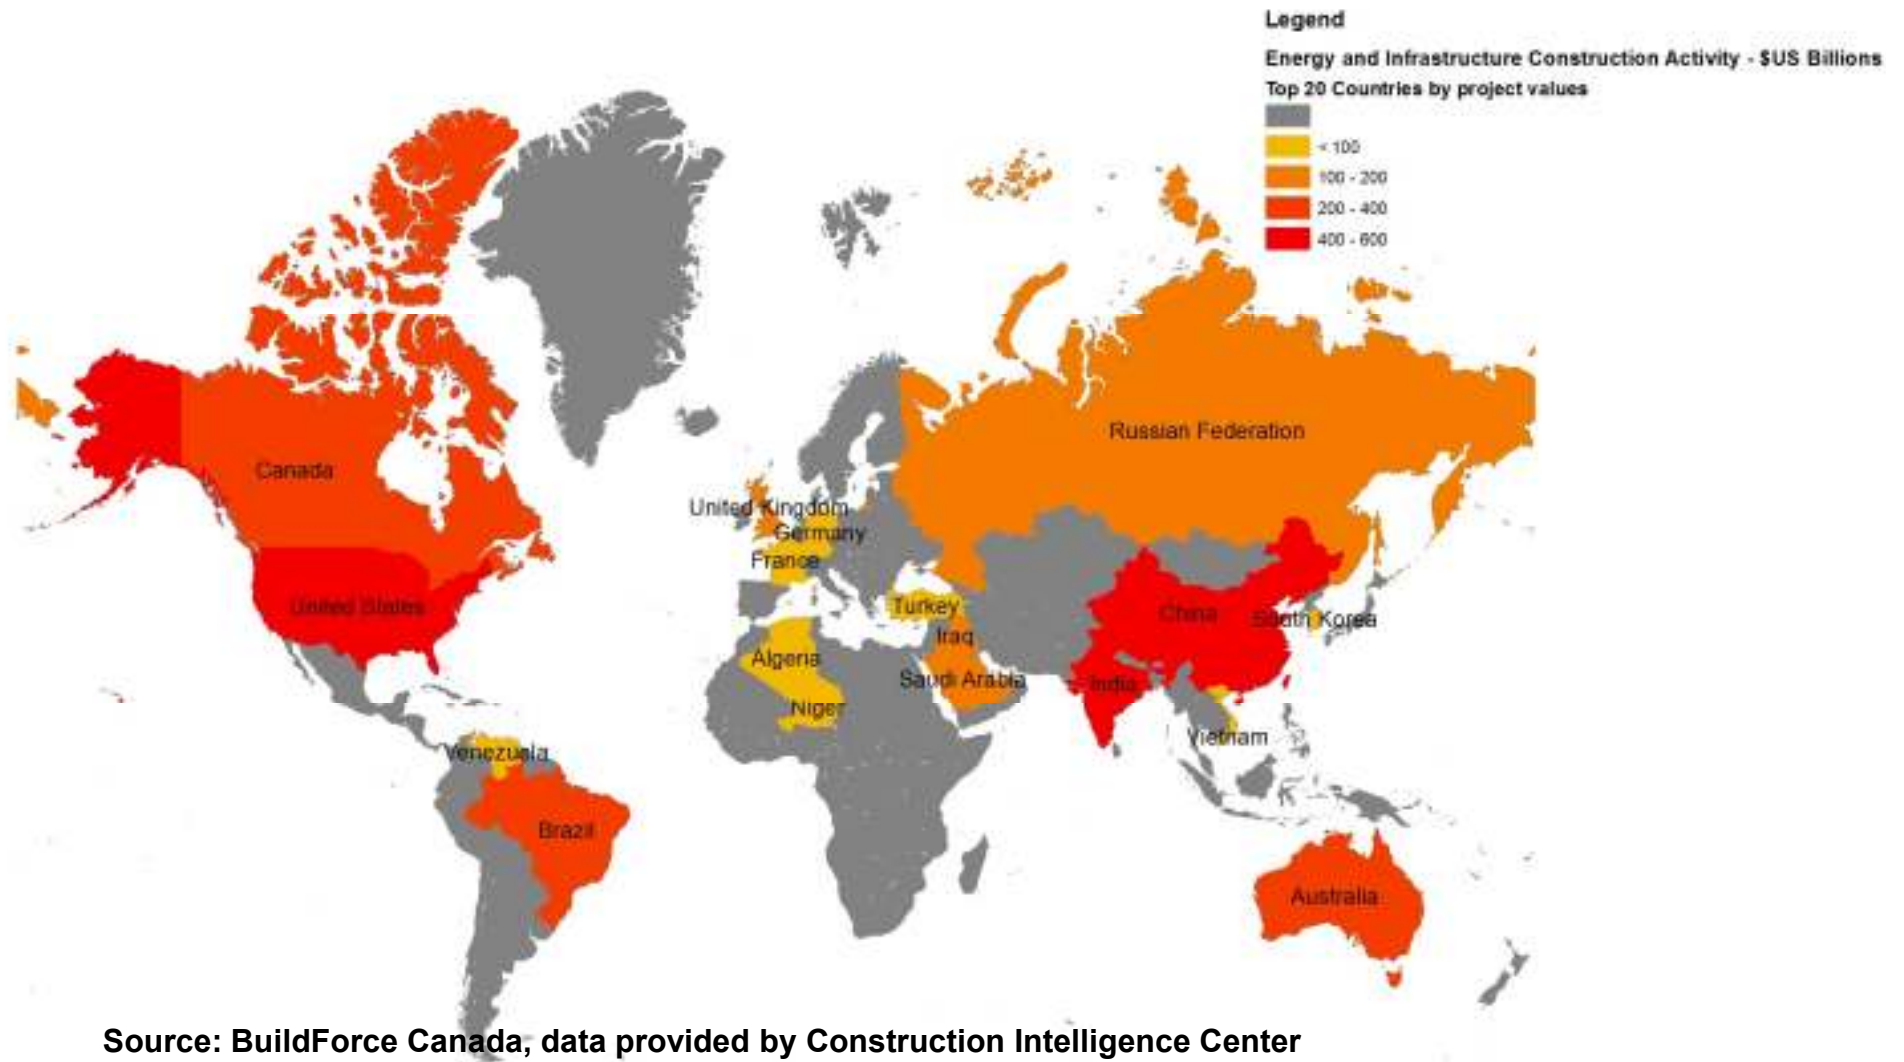 Legend
Energy and Infrastructure Construction Activity - $US Billions
Top 20 Countries by project values
< 100
100 - 200
200 - 400
400 - 600
Russian Federation
Canada
United Kingdom
Germany
France
United States
Turkey
China
South Korea
Iraq
Algeria
Saudi Arabia
India
Niger
Vietnam
Venezuala
Brazil
Australia
Source: BuildForce Canada, data provided by Construction Intelligence Center